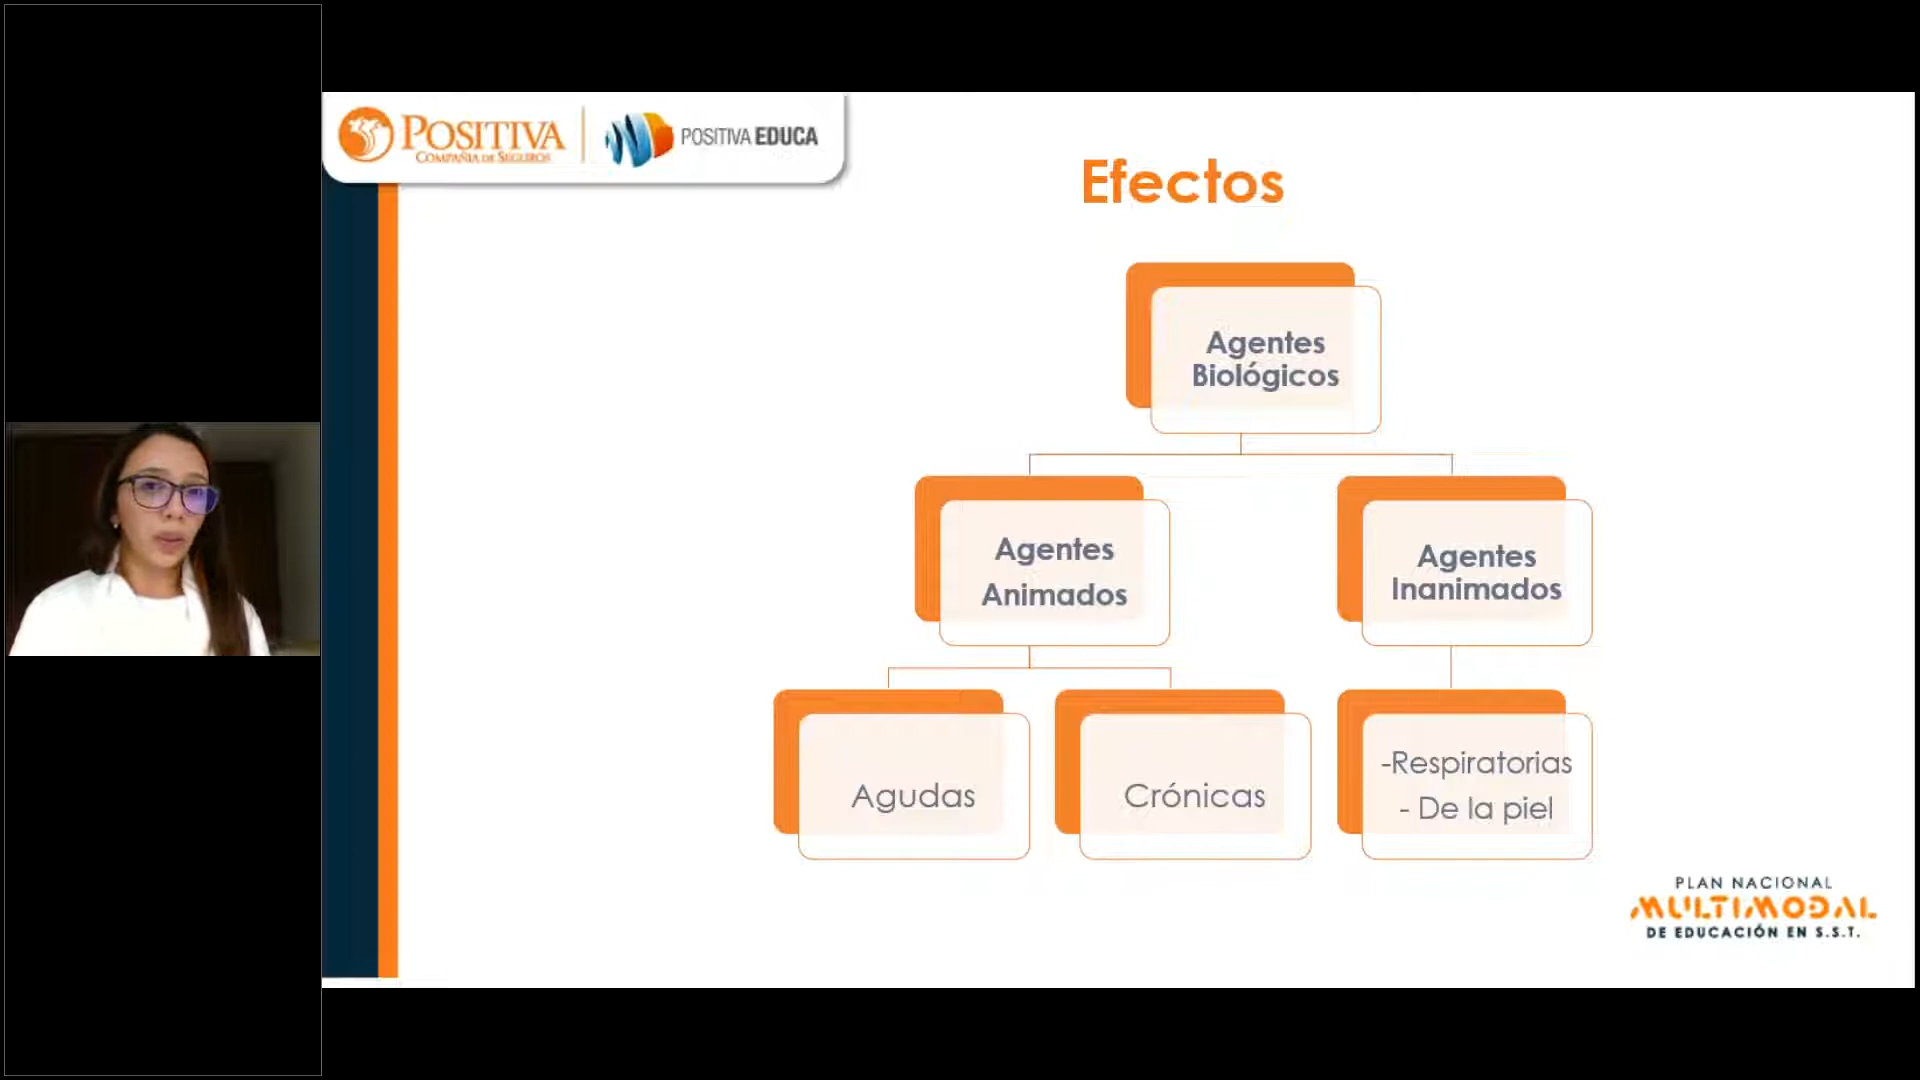 POSITIVA
COMPAÑIA DE SEGUROS
POSITIVA EDUCA
Efectos
Agentes
Biológicos
Agentes
Animados
Agentes
Inanimados
Agudas
Crónicas
-Respiratorias
- De la piel
PLAN NACIONAL
MULTIMODAL
DE EDUCACIÓN EN S.S.T.